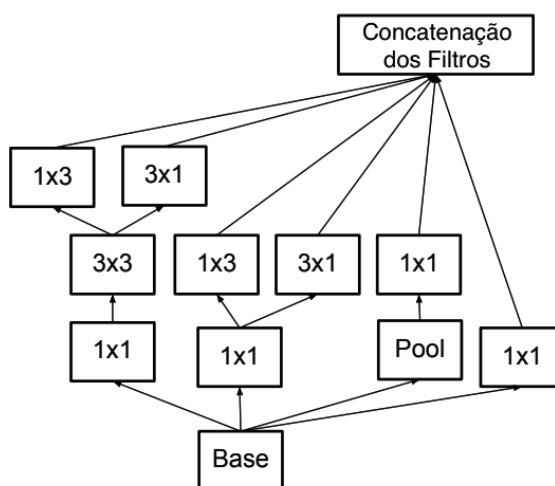 Concatenação
dos Filtros
1x3
3x1
3x3
1x3
3x1
1x1
1x1
1x1
Pool
1x1
Base